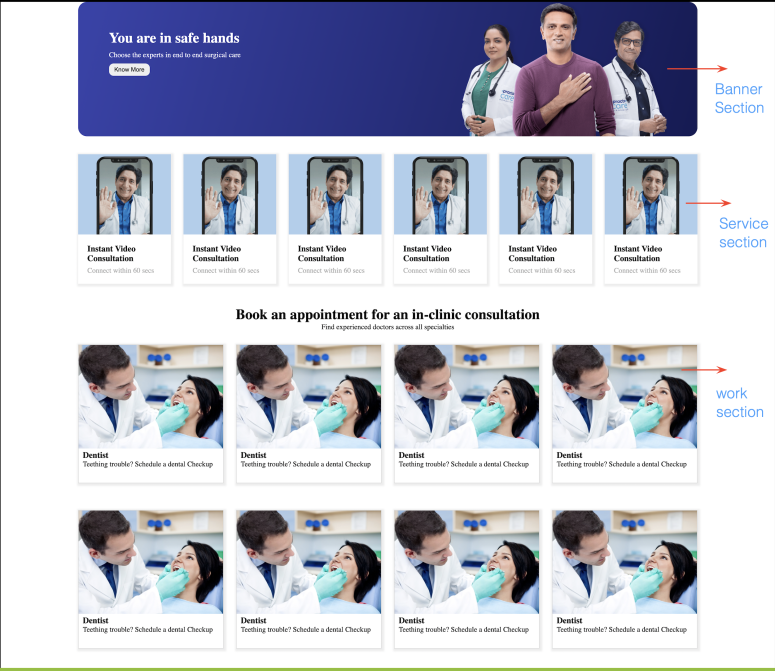 You are in safe hands
Choose the experts in end to end surgical care
Know More
Banner
Section
Instant Video
Consultation
Connect within 60 secs
Instant Video
Consultation
Connect within 60 secs
Instant Video
Consultation
Connect within 60 secs
Instant Video
Consultation
Connect within 60 secs
Instant Video
Consultation
Connect within 60 secs
Instant Video
Consultation
Connect within 60 secs
Service
section
Book an appointment for an in-clinic consultation
Find experienced doctors across all specialties
work
section
Dentist
Teething trouble? Schedule a dental Checkup
Dentist
Teething trouble? Schedule a dental Checkup
Dentist
Teething trouble? Schedule a dental Checkup
Dentist
Teething trouble? Schedule a dental Checkup
Dentist
Teething trouble? Schedule a dental Checkup
Dentist
Teething trouble? Schedule a dental Checkup
Dentist
Teething trouble? Schedule a dental Checkup
Dentist
Teething trouble? Schedule a dental Checkup